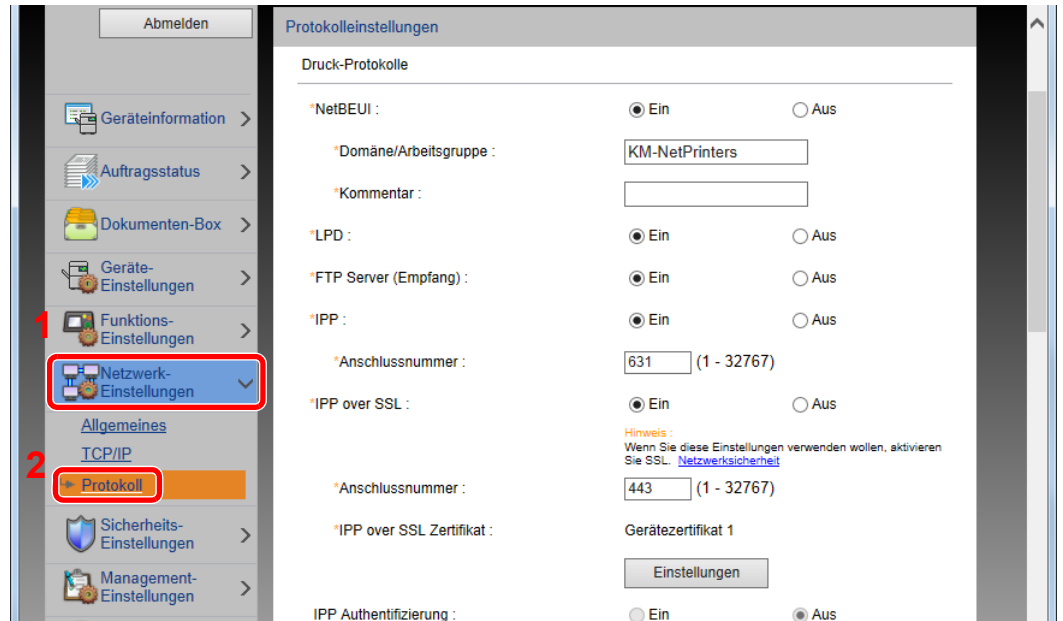 Abmelden
Geräteinformation
Auftragsstatus
Dokumenten-Box
Geräte-
Einstellungen
1
Funktions-
Einstellungen
Netzwerk-
Einstellungen
Allgemeines
2
TCP/IP
Protokoll
Sicherheits-
Einstellungen
Management-
Einstellungen
Protokolleinstellungen
Druck-Protokolle
*NetBEUI : Ein Aus
*Domäne/Arbeitsgruppe : KM-NetPrinters
*Kommentar :
*LPD : Ein Aus
*FTP Server (Empfang) : Ein Aus
*IPP : Ein Aus
*Anschlussnummer : 631 (1 - 32767)
*IPP over SSL : Ein Aus
Hinweis :
Wenn Sie diese Einstellungen verwenden wollen, aktivieren
Sie SSL. Netzwerksicherheit
*Anschlussnummer : 443 (1 - 32767)
*IPP over SSL Zertifikat : Gerätezertifikat 1
Einstellungen
IPP Authentifizierung : Ein Aus